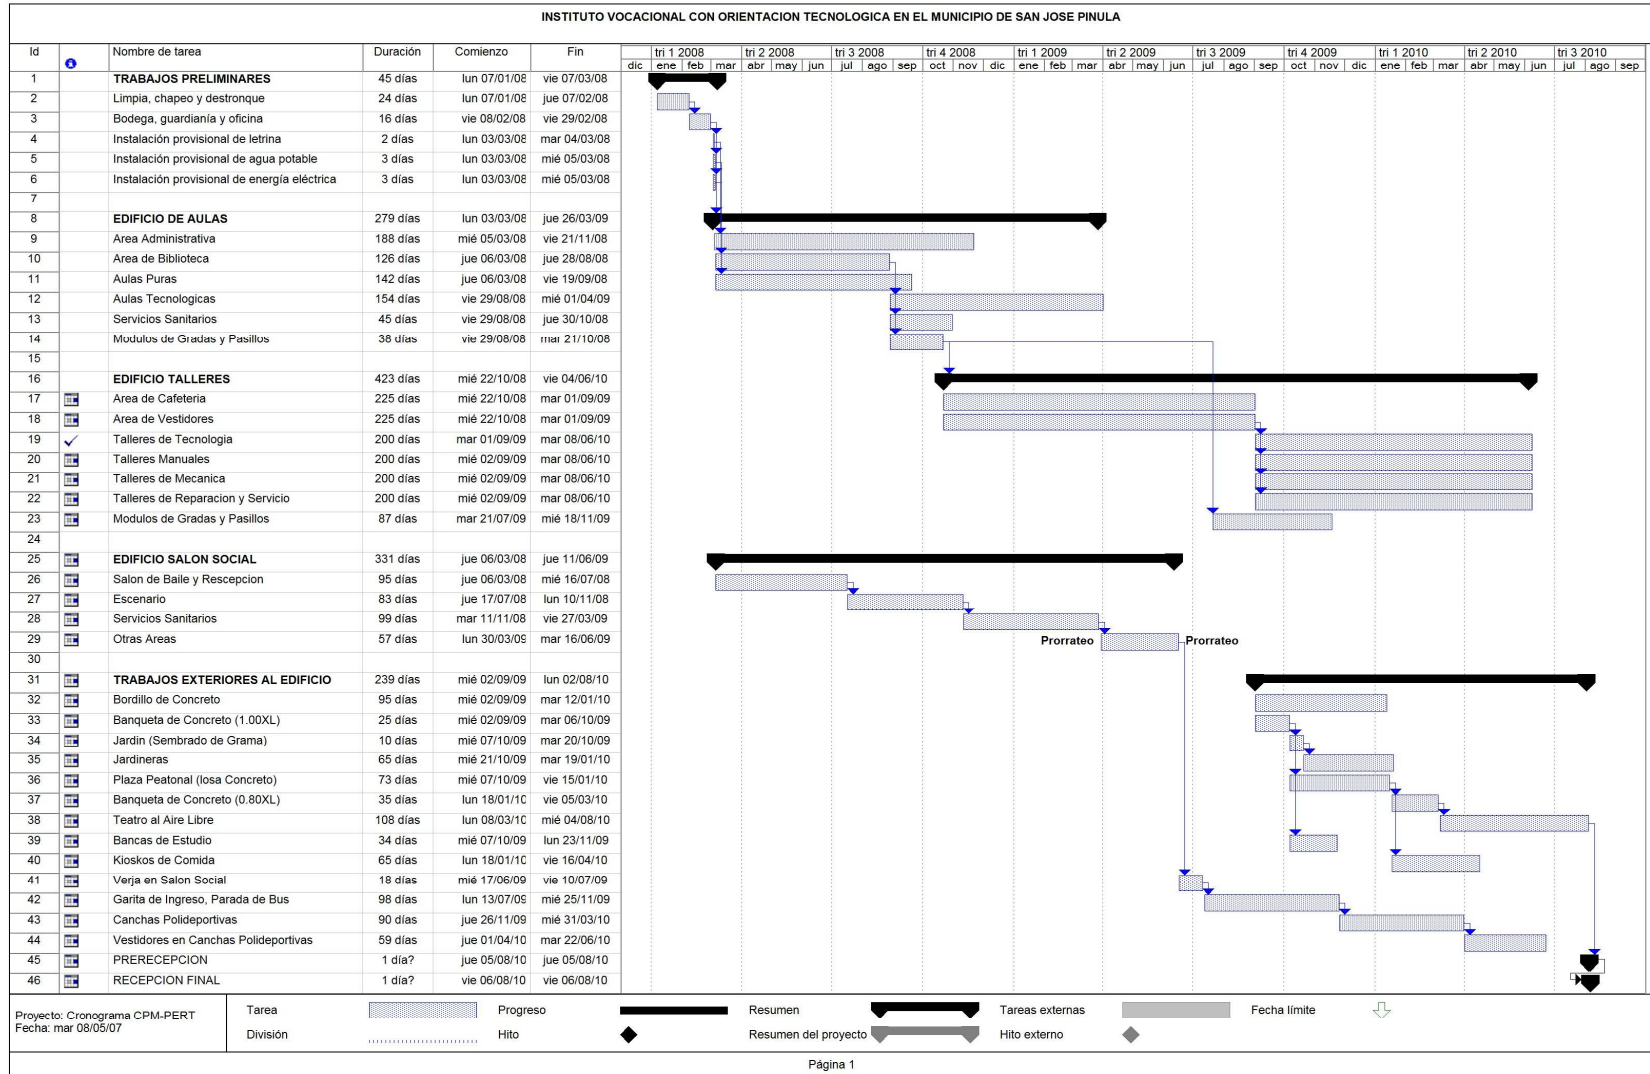 INSTITUTO VOCACIONAL CON ORIENTACION TECNOLOGICA EN EL MUNICIPIO DE SAN JOSE PINULA
Id Nombre de tarea Duración Comienzo Fin tri 1 2008 tri 2 2008 tri 3 2008 tri 4 2008 tri 1 2009 tri 2 2009 tri 3 2009 tri 4 2009 tri 1 2010 tri 2 2010 tri 3 2010
dic ene feb mar abr may jun jul ago sep oct nov dic ene feb mar abr may jun jul ago sep oct nov dic ene feb mar abr may jun jul ago sep
1 TRABAJOS PRELIMINARES 45 días lun 07/01/08 vie 07/03/08
2 Limpia, chapeo y destronque 24 días lun 07/01/08 jue 07/02/08
3 Bodega, guardianía y oficina 16 días vie 08/02/08 vie 29/02/08
4 Instalación provisional de letrina 2 días lun 03/03/08 mar 04/03/08
5 Instalación provisional de agua potable 3 días lun 03/03/08 mié 05/03/08
6 Instalación provisional de energía eléctrica 3 días lun 03/03/08 mié 05/03/08
7
8 EDIFICIO DE AULAS 279 días lun 03/03/08 jue 26/03/09
9 Area Administrativa 188 días mié 05/03/08 vie 21/11/08
10 Area de Biblioteca 126 días jue 06/03/08 jue 28/08/08
11 Aulas Puras 142 días jue 06/03/08 vie 19/09/08
12 Aulas Tecnologicas 154 días vie 29/08/08 mié 01/04/09
13 Servicios Sanitarios 45 días vie 29/08/08 jue 30/10/08
14 Modulos de Gradas y Pasillos 38 días vie 29/08/08 mar 21/10/08
15
16 EDIFICIO TALLERES 423 días mié 22/10/08 vie 04/06/10
17 Area de Cafeteria 225 días mié 22/10/08 mar 01/09/09
18 Area de Vestidores 225 días mié 22/10/08 mar 01/09/09
19 Talleres de Tecnologia 200 días mar 01/09/09 mar 08/06/10
20 Talleres Manuales 200 días mié 02/09/09 mar 08/06/10
21 Talleres de Mecanica 200 días mié 02/09/09 mar 08/06/10
22 Talleres de Reparacion y Servicio 200 días mié 02/09/09 mar 08/06/10
23 Modulos de Gradas y Pasillos 87 días mar 21/07/09 mié 18/11/09
24
25 EDIFICIO SALON SOCIAL 331 días jue 06/03/08 jue 11/06/09
26 Salon de Baile y Rescepcion 95 días jue 06/03/08 mié 16/07/08
27 Escenario 83 días jue 17/07/08 lun 10/11/08
28 Servicios Sanitarios 99 días mar 11/11/08 vie 27/03/09
29 Otras Areas 57 días lun 30/03/09 mar 16/06/09 Prorrateo Prorrateo
30
31 TRABAJOS EXTERIORES AL EDIFICIO 239 días mié 02/09/09 lun 02/08/10
32 Bordillo de Concreto 95 días mié 02/09/09 mar 12/01/10
33 Banqueta de Concreto (1.00XL) 25 días mié 02/09/09 mar 06/10/09
34 Jardin (Sembrado de Grama) 10 días mié 07/10/09 mar 20/10/09
35 Jardineras 65 días mié 21/10/09 mar 19/01/10
36 Plaza Peatonal (losa Concreto) 73 días mié 07/10/09 vie 15/01/10
37 Banqueta de Concreto (0.80XL) 35 días lun 18/01/10 vie 05/03/10
38 Teatro al Aire Libre 108 días lun 08/03/10 mié 04/08/10
39 Bancas de Estudio 34 días mié 07/10/09 lun 23/11/09
40 Kioskos de Comida 65 días lun 18/01/10 vie 16/04/10
41 Verja en Salon Social 18 días mié 17/06/09 vie 10/07/09
42 Garita de Ingreso, Parada de Bus 98 días lun 13/07/09 mié 25/11/09
43 Canchas Polideportivas 90 días jue 26/11/09 mié 31/03/10
44 Vestidores en Canchas Polideportivas 59 días jue 01/04/10 mar 22/06/10
45 PRERECEPCION 1 día? jue 05/08/10 jue 05/08/10
46 RECEPCION FINAL 1 día? vie 06/08/10 vie 06/08/10
Proyecto: Cronograma CPM-PERT
Fecha: mar 08/05/07
Tarea Progreso Resumen Tareas externas Fecha límite
División Hito Resumen del proyecto Hito externo
Página 1